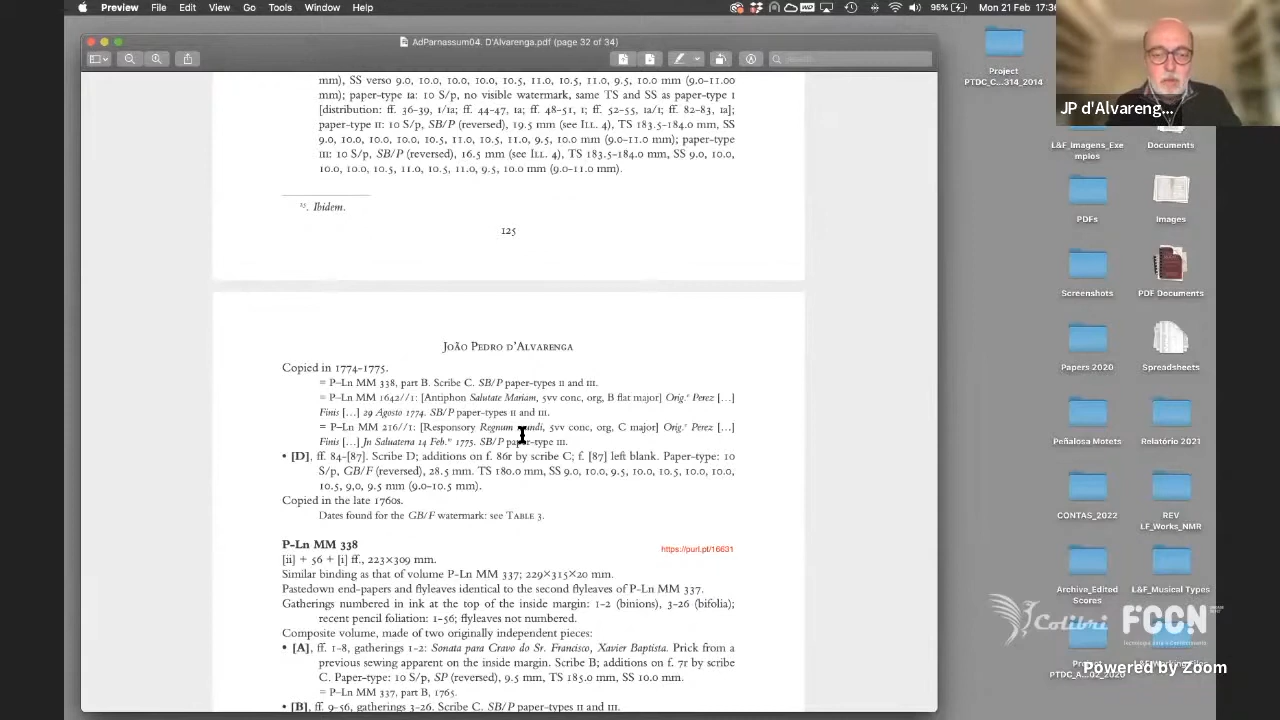 Preview File Edit View Go Tools Window Help
96% Mon 21 Feb 17:36
AdParnassum04. D'Alvarenga.pdf (page 32 of 34)
Search
mm), SS verso 9.0, 10.0, 10.0, 10.0, 10.5, 11.0, 10.5, 11.0, 9.5, 10.0 mm (9.0-11.00
mm); paper-type Ia: 10 S/p, no visible watermark, same TS and SS as paper-type I
[distribution: ff. 36-39, I/Ia; ff. 44-47, Ia; ff. 48-51, I; ff. 52-55, Ia/I; ff. 82-83, Ia];
paper-type II: 10 S/p, SB/P (reversed), 19.5 mm (see Ill. 4), TS 183.5-184.0 mm, SS
9.0, 10.0, 10.0, 10.0, 10.5, 11.0, 10.5, 11.0, 9.5, 10.0 mm (9.0-11.0 mm); paper-type
III: 10 S/p, SB/P (reversed), 16.5 mm (see Ill. 4), TS 183.5-184.0 mm, SS 9.0, 10.0,
10.0, 10.0, 10.5, 11.0, 10.5, 11.0, 9,5, 10.0 mm (9.0-11.0 mm).
Ibidem.
125
João Pedro d'Alvarenga
Copied in 1774-1775.
= P-Ln MM 338, part B. Scribe C. SB/P paper-types II and III.
= P-Ln MM 1642//1: [Antiphon Salutate Mariam, 5vv conc, org, B flat major] Orig.ᵉ Perez [...]
Finis [...] 29 Agosto 1774. SB/P paper-types II and III.
= P-Ln MM 216//1: [Responsory Regnum mundi, 5vv conc, org, C major] Orig.ᵉ Perez [...]
Finis [...] Jn Saluaterra 14 Feb.ʳᵒ 1775. SB/P paper-type III.
• [D], ff. 84-[87]. Scribe D; additions on f. 86r by scribe C; f. [87] left blank. Paper-type: 10
S/p, GB/F (reversed), 28.5 mm. TS 180.0 mm, SS 9.0, 10.0, 9.5, 10.0, 10.5, 10.0, 10.0,
10.5, 9,0, 9.5 mm (9.0-10.5 mm).
Copied in the late 1760s.
Dates found for the GB/F watermark: see Table 3.
P-Ln MM 338
https://purl.pt/16631
[ii] + 56 + [i] ff., 223×309 mm.
Similar binding as that of volume P-Ln MM 337; 229×315×20 mm.
Pastedown end-papers and flyleaves identical to the second flyleaves of P-Ln MM 337.
Gatherings numbered in ink at the top of the inside margin: 1-2 (binions), 3-26 (bifolia);
recent pencil foliation: 1-56; flyleaves not numbered.
Composite volume, made of two originally independent pieces:
• [A], ff. 1-8, gatherings 1-2: Sonata para Cravo do Sr. Francisco, Xavier Baptista. Prick from a
previous sewing apparent on the inside margin. Scribe B; additions on f. 7r by scribe
C. Paper-type: 10 S/p, SP (reversed), 9.5 mm, TS 185.0 mm, SS 10.0 mm.
= P-Ln MM 337, part B, 1765.
• [B], ff. 9-56, gatherings 3-26. Scribe C. SB/P paper-types II and III.
Project
PTDC_C...314_2014
JP d'Alvareng...
L&F_Imagens_Exe
mplos
Documents
PDFs
Images
Screenshots
PDF Documents
Papers 2020
Spreadsheets
Peñalosa Motets
Relatório 2021
CONTAS_2022
REV
LF_Works_NMR
Archive_Edited
Scores
L&F_Musical Types
Colibri
FCCN
Powered by Zoom